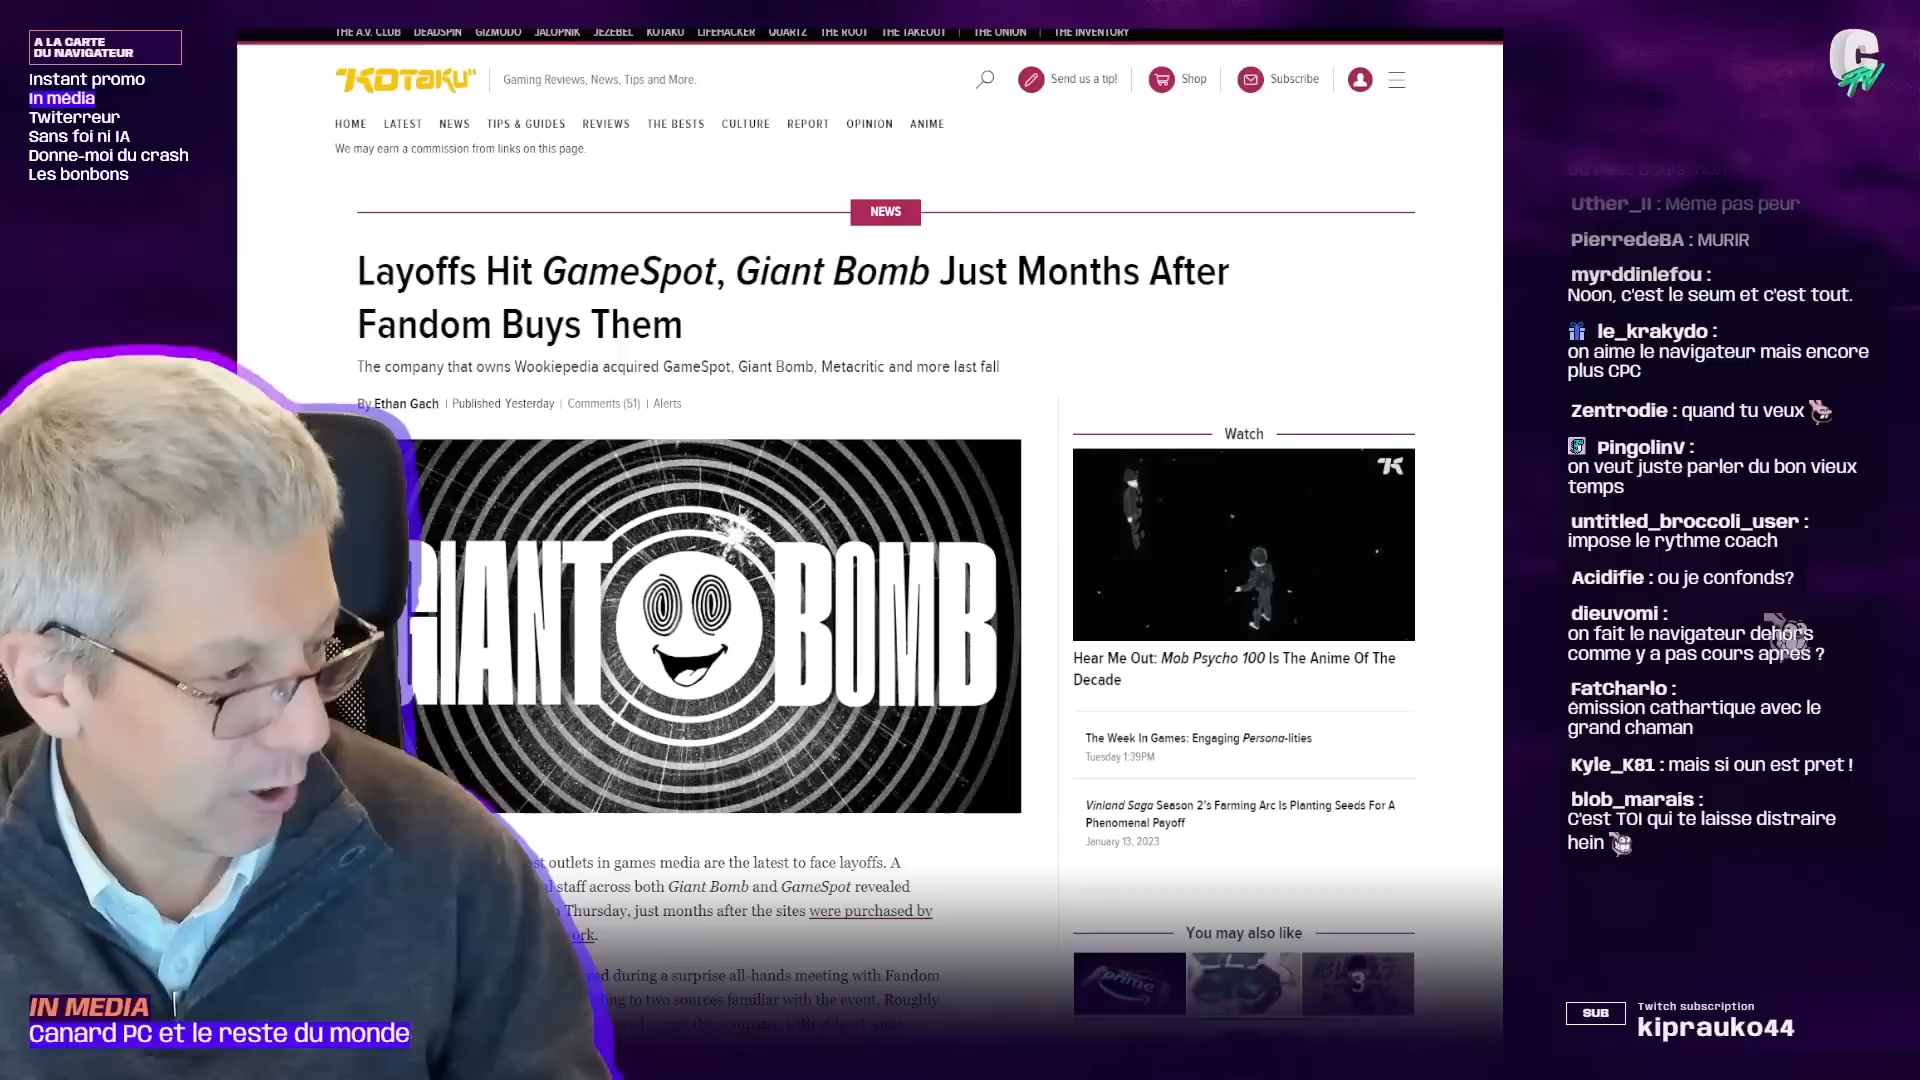 A LA CARTE
DU NAVIGATEUR
Instant promo
In média
Twiterreur
Sans foi ni IA
Donne-moi du crash
Les bonbons
THE A.V. CLUB DEADSPIN GIZMODO JALOPNIK JEZEBEL KOTAKU LIFEHACKER QUARTZ THE ROOT THE TAKEOUT | THE ONION | THE INVENTORY
"KOTAKU"
Gaming Reviews, News, Tips and More.
Send us a tip!
Shop
Subscribe
HOME LATEST NEWS TIPS & GUIDES REVIEWS THE BESTS CULTURE REPORT OPINION ANIME
We may earn a commission from links on this page.
NEWS
Layoffs Hit GameSpot, Giant Bomb Just Months After
Fandom Buys Them
The company that owns Wookiepedia acquired GameSpot, Giant Bomb, Metacritic and more last fall
By Ethan Gach | Published Yesterday | Comments (51) | Alerts
GIANT BOMB
outlets in games media are the latest to face layoffs. A
staff across both Giant Bomb and GameSpot revealed
Thursday, just months after the sites were purchased by
during a surprise all-hands meeting with Fandom
to two sources familiar with the event. Roughly
Watch
Hear Me Out: Mob Psycho 100 Is The Anime Of The
Decade
The Week In Games: Engaging Persona-lities
Tuesday 1:39PM
Vinland Saga Season 2's Farming Arc Is Planting Seeds For A
Phenomenal Payoff
January 13, 2023
You may also like
prime
3
C
TV
Uther_II : Même pas peur
PierredeBA : MURIR
myrddinlefou :
Noon, c'est le seum et c'est tout.
le_krakydo :
on aime le navigateur mais encore
plus CPC
Zentrodie : quand tu veux
PingolinV :
on veut juste parler du bon vieux
temps
untitled_broccoli_user :
impose le rythme coach
Acidifie : ou je confonds?
dieuvomi :
on fait le navigateur dehors
comme y a pas cours après ?
FatCharlo :
émission cathartique avec le
grand chaman
Kyle_K81 : mais si oun est pret !
blob_marais :
C'est TOI qui te laisse distraire
hein
IN MEDIA
Canard PC et le reste du monde
SUB
Twitch subscription
kiprauko44